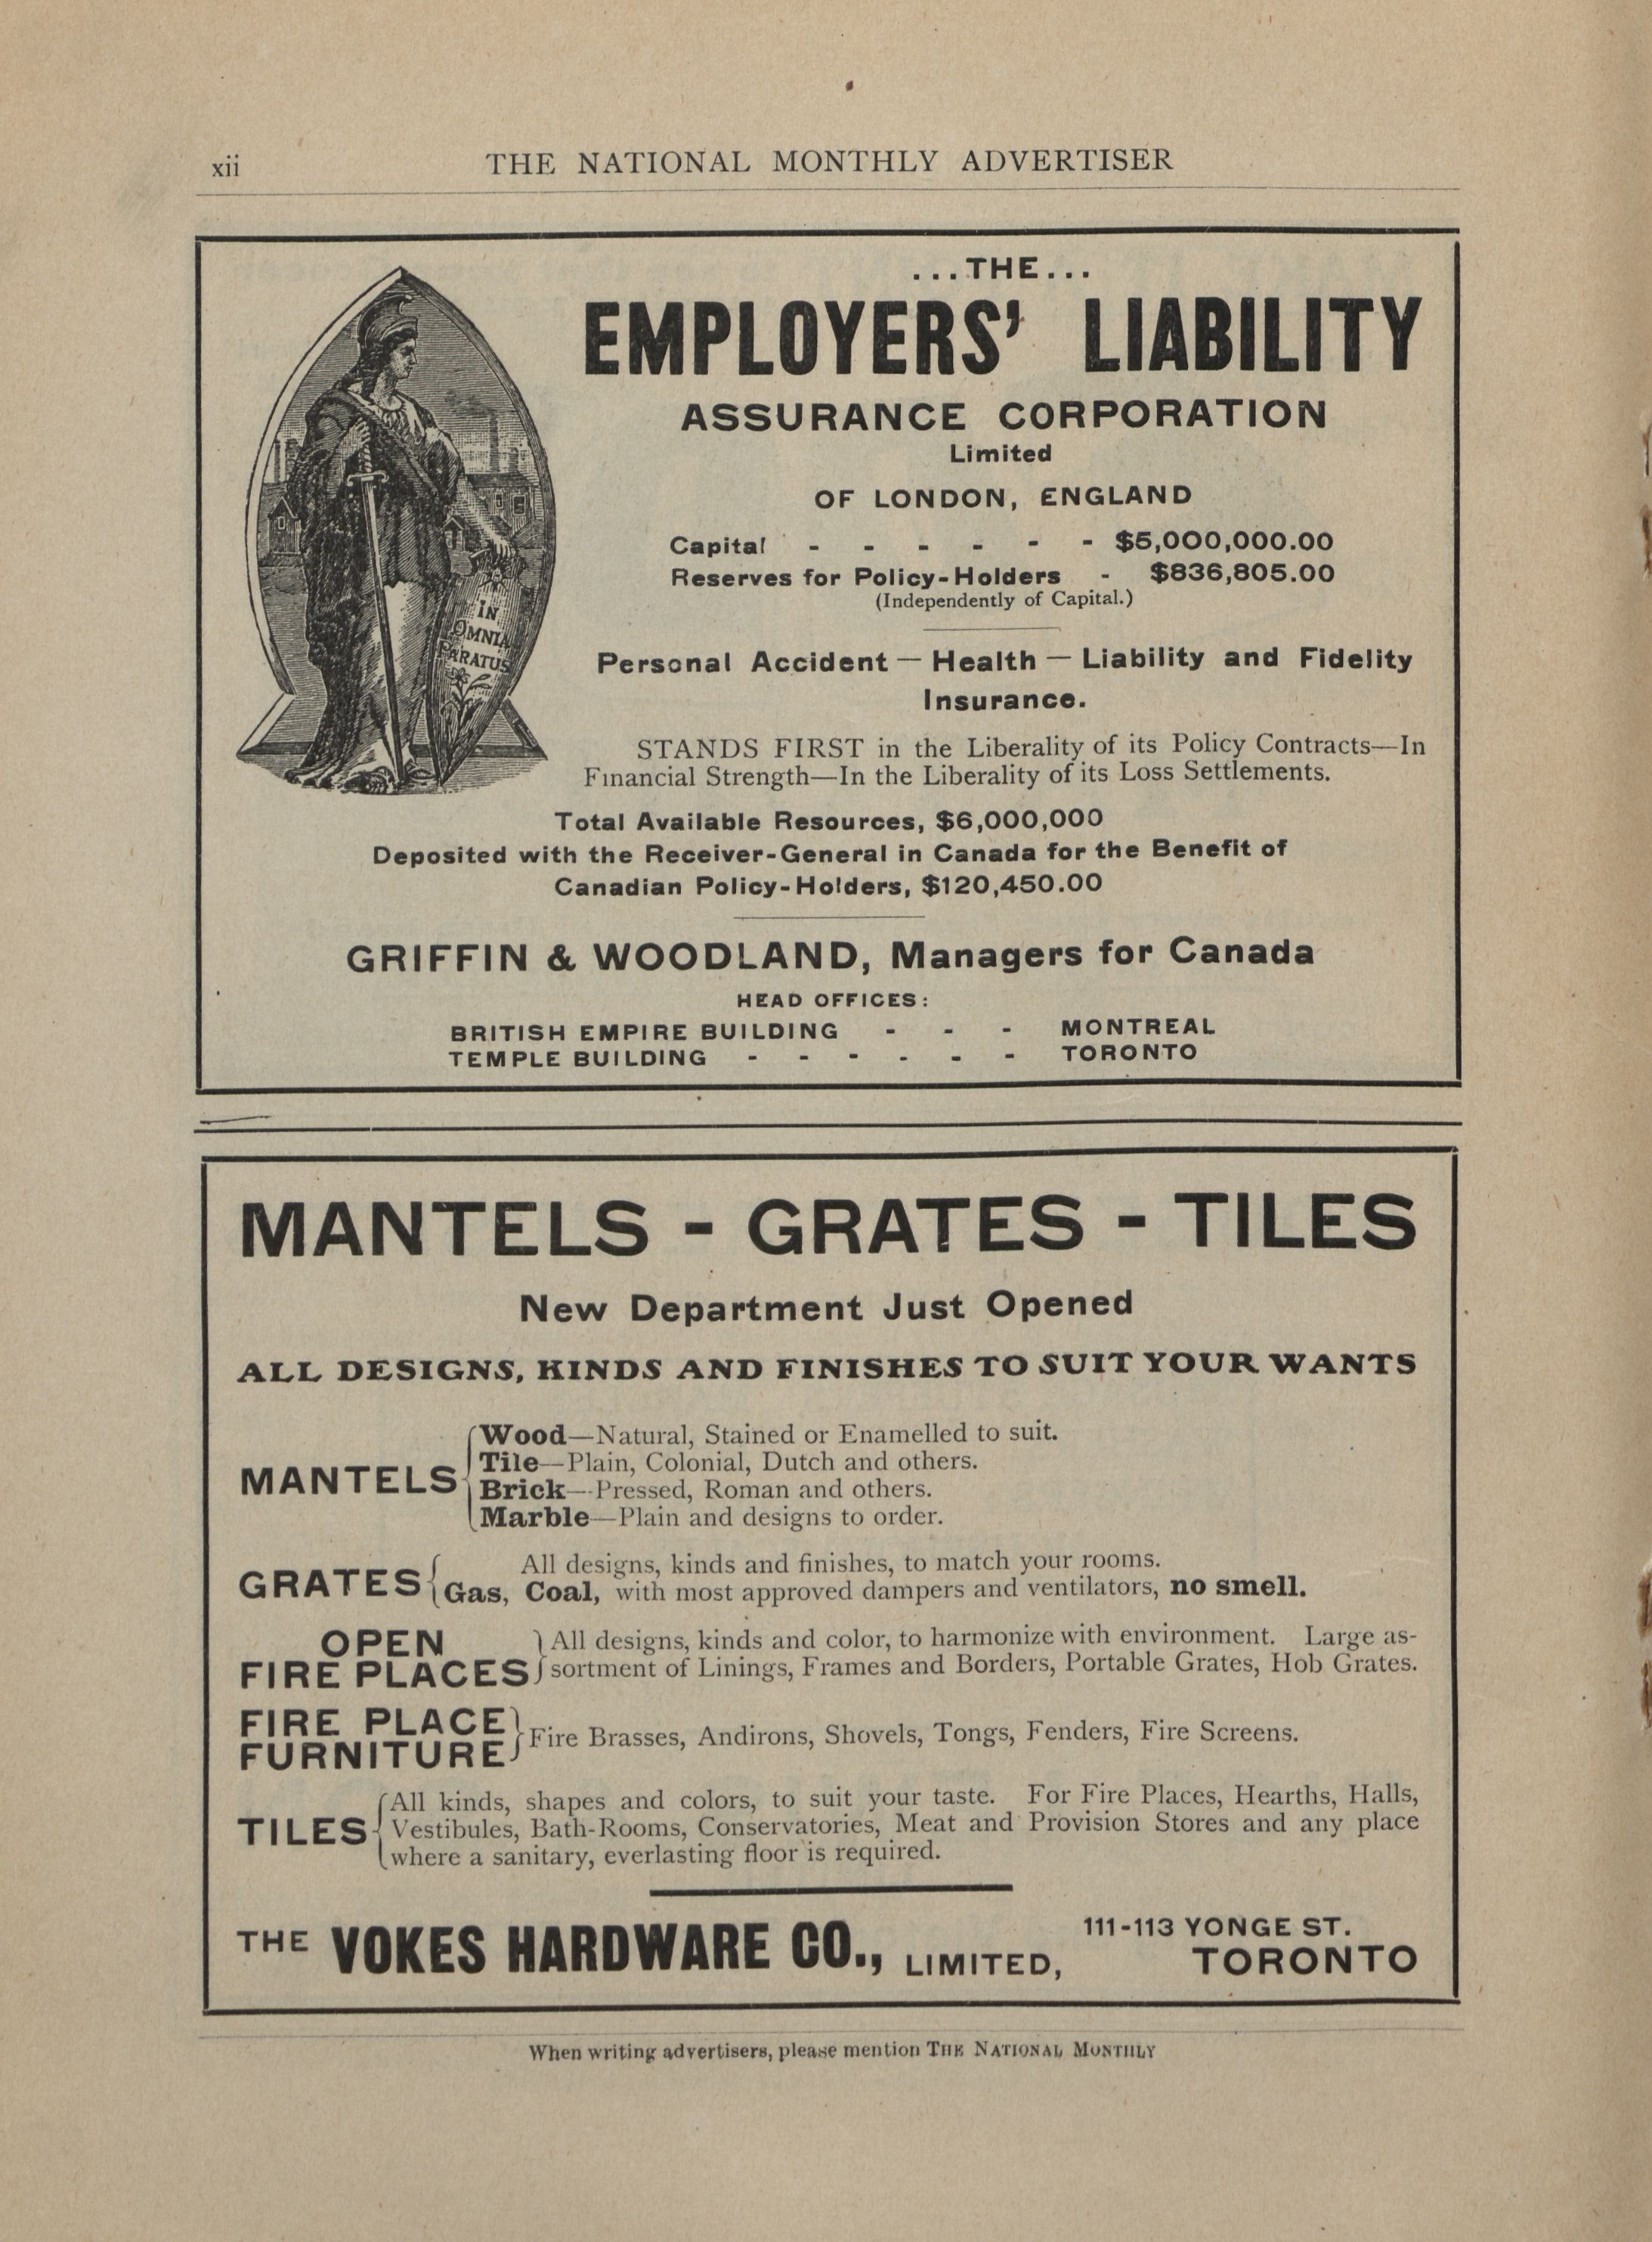 xii
THE NATIONAL MONTHLY ADVERTISER
...THE...
EMPLOYERS' LIABILITY
ASSURANCE CORPORATION
Limited
OF LONDON, ENGLAND
Capital - - - - - - $5,000,000.00
Reserves for Policy-Holders - $836,805.00
(Independently of Capital.)
IN
OMNIA
PARATUS
Personal Accident — Health — Liability and Fidelity
Insurance.
STANDS FIRST in the Liberality of its Policy Contracts—In
Financial Strength—In the Liberality of its Loss Settlements.
Total Available Resources, $6,000,000
Deposited with the Receiver-General in Canada for the Benefit of
Canadian Policy-Holders, $120,450.00
GRIFFIN & WOODLAND, Managers for Canada
HEAD OFFICES:
BRITISH EMPIRE BUILDING - - - MONTREAL
TEMPLE BUILDING - - - - - - TORONTO
MANTELS - GRATES - TILES
New Department Just Opened
ALL DESIGNS, KINDS AND FINISHES TO SUIT YOUR WANTS
MANTELS
Wood—Natural, Stained or Enamelled to suit.
Tile—Plain, Colonial, Dutch and others.
Brick—Pressed, Roman and others.
Marble—Plain and designs to order.
GRATES
All designs, kinds and finishes, to match your rooms.
Gas, Coal, with most approved dampers and ventilators, no smell.
OPEN
FIRE PLACES
All designs, kinds and color, to harmonize with environment. Large as-
sortment of Linings, Frames and Borders, Portable Grates, Hob Grates.
FIRE PLACE
FURNITURE
Fire Brasses, Andirons, Shovels, Tongs, Fenders, Fire Screens.
TILES
All kinds, shapes and colors, to suit your taste. For Fire Places, Hearths, Halls,
Vestibules, Bath-Rooms, Conservatories, Meat and Provision Stores and any place
where a sanitary, everlasting floor is required.
THE VOKES HARDWARE CO., LIMITED,
111-113 YONGE ST.
TORONTO
When writing advertisers, please mention THE NATIONAL MONTHLY